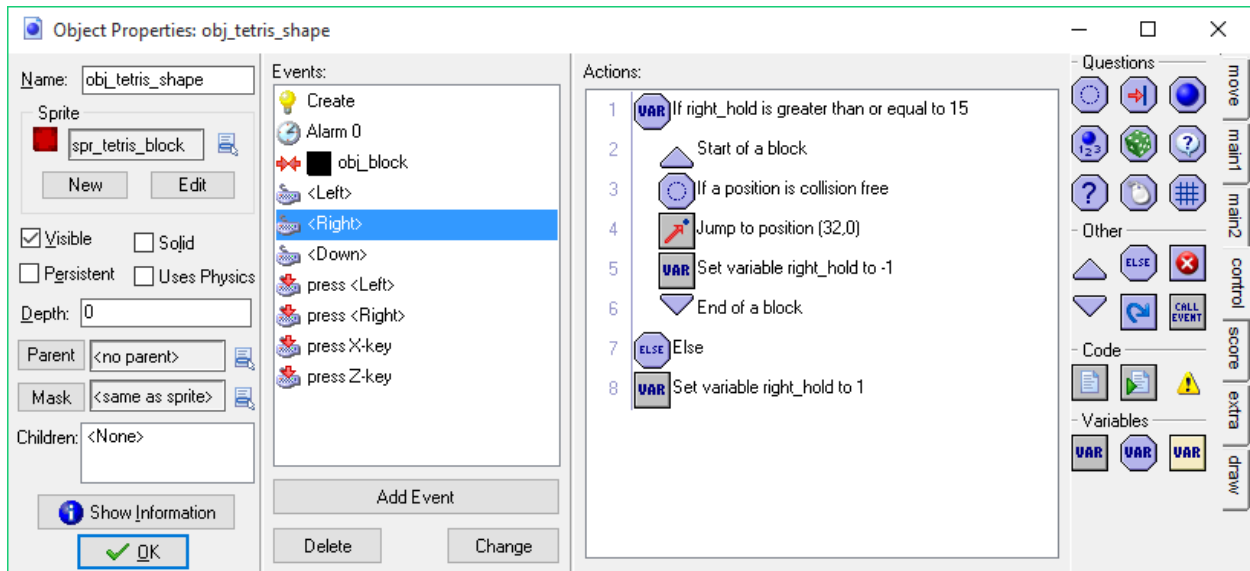 Object Properties: obj_tetris_shape
Name: obj_tetris_shape
Sprite
spr_tetris_block
New Edit
Visible Solid
Persistent Uses Physics
Depth: 0
Parent <no parent>
Mask <same as sprite>
Children: <None>
Show Information
OK
Events:
Create
Alarm 0
obj_block
<Left>
<Right>
<Down>
press <Left>
press <Right>
press X-key
press Z-key
Add Event
Delete Change
Actions:
1 VAR If right_hold is greater than or equal to 15
2 Start of a block
3 If a position is collision free
4 Jump to position (32,0)
5 VAR Set variable right_hold to -1
6 End of a block
7 ELSE Else
8 VAR Set variable right_hold to 1
Questions
123
?
?
Other
ELSE
CALL EVENT
Code
Variables
VAR VAR VAR
move
main1
main2
control
score
extra
draw